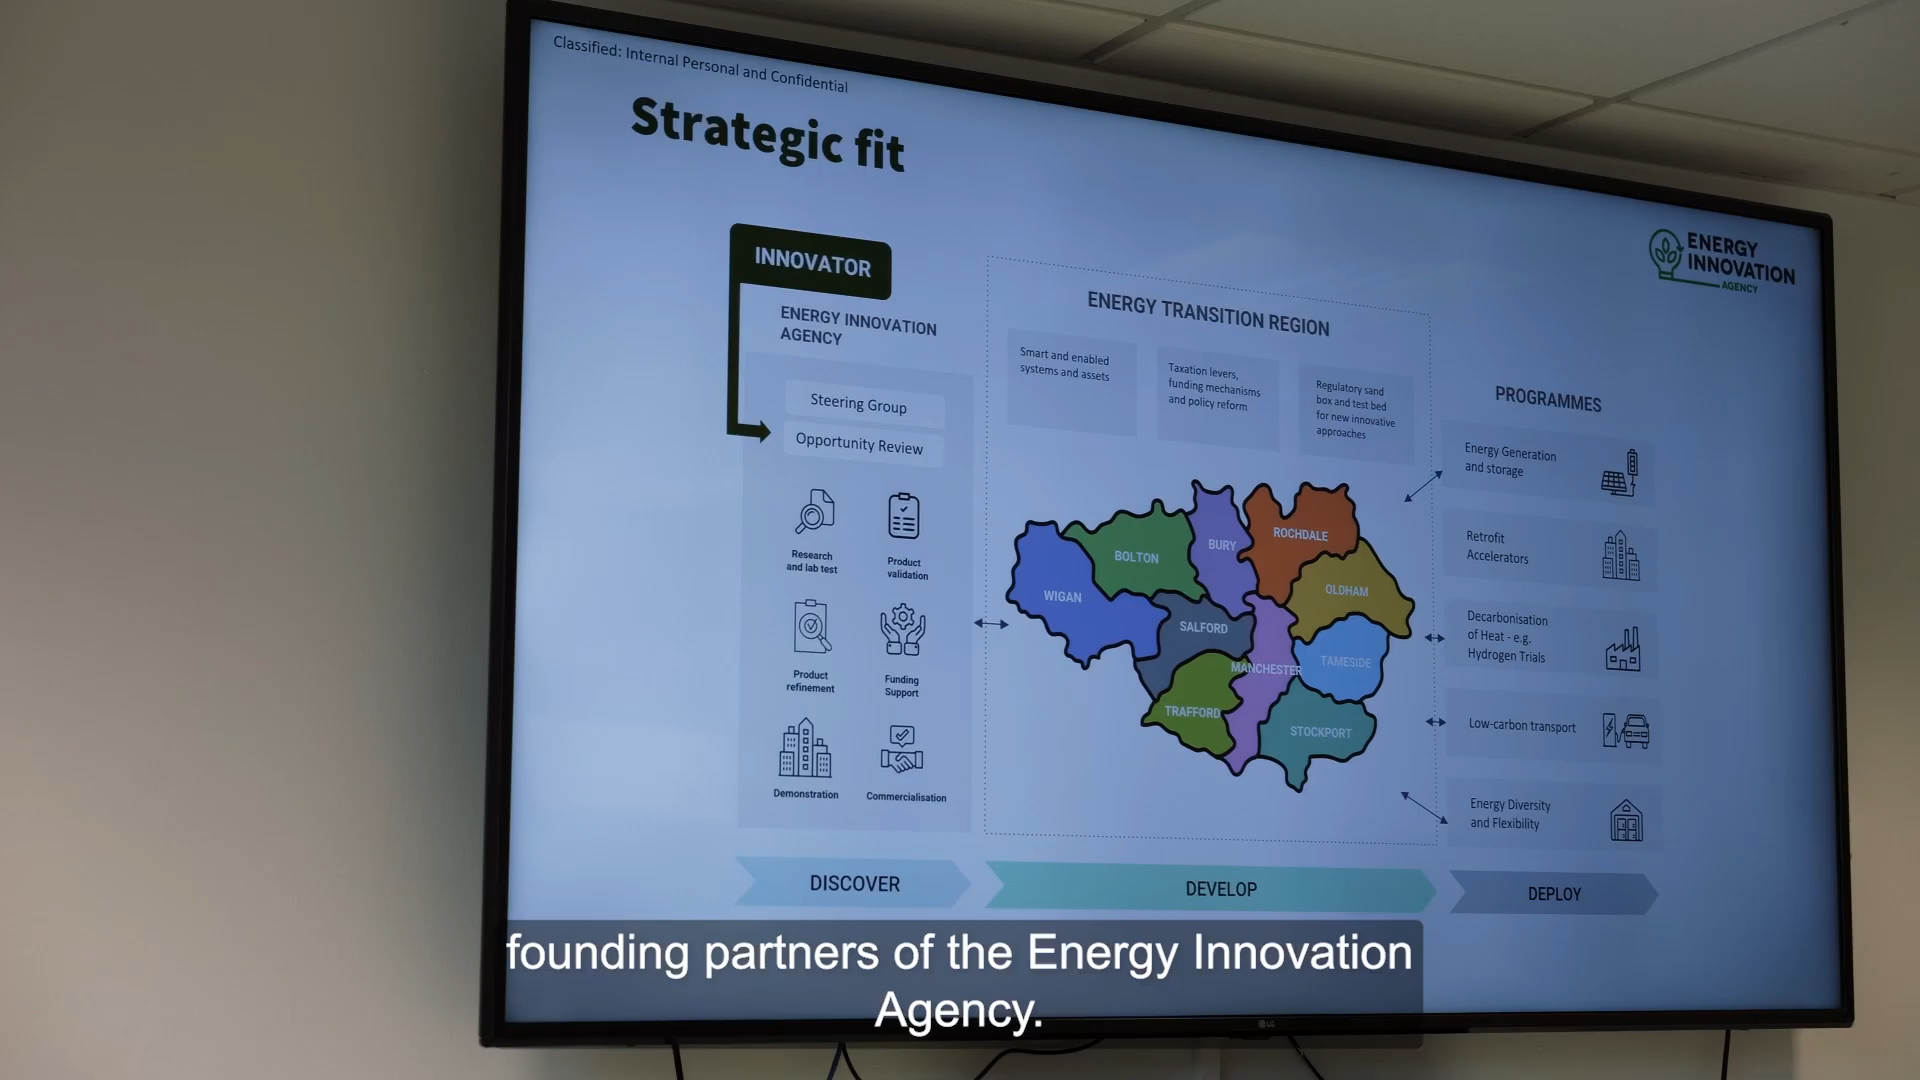 Classified: Internal Personal and Confidential
Strategic fit
ENERGY
INNOVATION
AGENCY
INNOVATOR
ENERGY INNOVATION
AGENCY
Steering Group
Opportunity Review
Research
and lab test
Product
validation
Product
refinement
Funding
Support
Demonstration
Commercialisation
ENERGY TRANSITION REGION
Smart and enabled
systems and assets
Taxation levers,
funding mechanisms
and policy reform
Regulatory sand
box and test bed
for new innovative
approaches
WIGAN
BOLTON
BURY
ROCHDALE
OLDHAM
SALFORD
MANCHESTER
TAMESIDE
TRAFFORD
STOCKPORT
PROGRAMMES
Energy Generation
and storage
Retrofit
Accelerators
Decarbonisation
of Heat - e.g.
Hydrogen Trials
Low-carbon transport
Energy Diversity
and Flexibility
DISCOVER
DEVELOP
DEPLOY
founding partners of the Energy Innovation
Agency.
LG